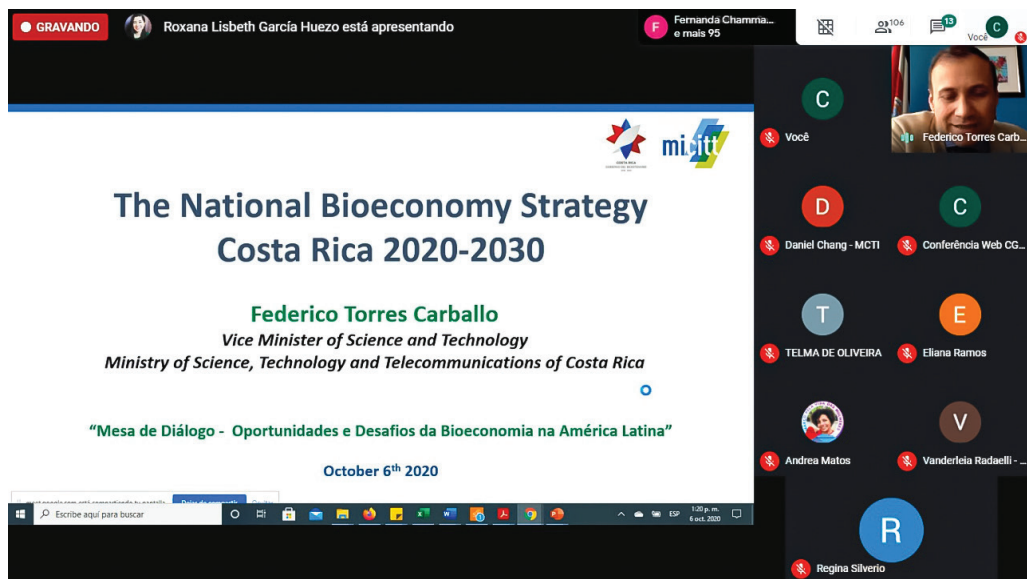 GRAVANDO
Roxana Lisbeth García Huezo está apresentando
F
Fernanda Chamma...
e mais 95
106
13
Você
C
C
Você
Federico Torres Carb...
D
Daniel Chang - MCTI
C
Conferência Web CG...
T
TELMA DE OLIVEIRA
E
Eliana Ramos
Andrea Matos
V
Vanderleia Radaelli - ...
R
Regina Silverio
COSTA RICA
micitt
The National Bioeconomy Strategy
Costa Rica 2020-2030
Federico Torres Carballo
Vice Minister of Science and Technology
Ministry of Science, Technology and Telecommunications of Costa Rica
“Mesa de Diálogo - Oportunidades e Desafios da Bioeconomia na América Latina”
October 6th 2020
Escribe aquí para buscar
ESP
1:20 p. m.
6 oct. 2020